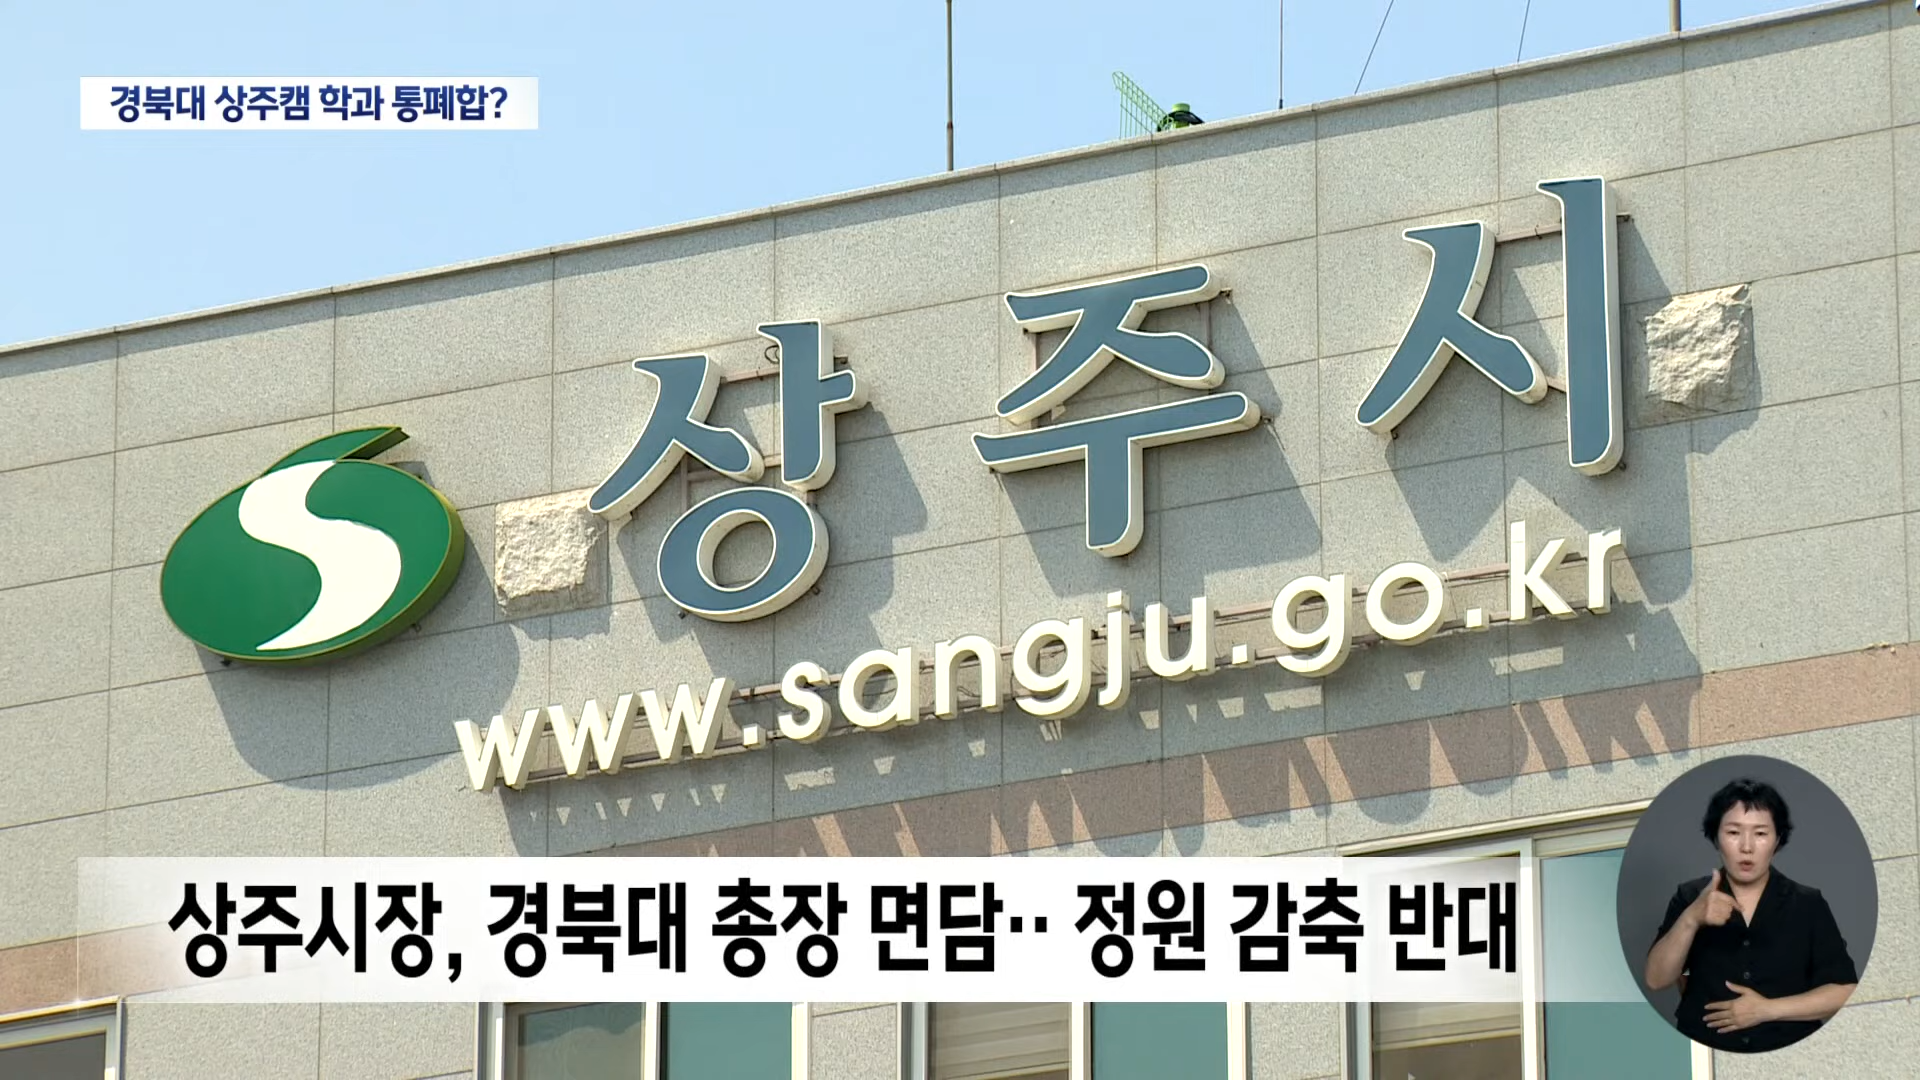 경북대 상주캠 학과 통폐합?
상주시
www.sangju.go.kr
상주시장, 경북대 총장 면담‥ 정원 감축 반대